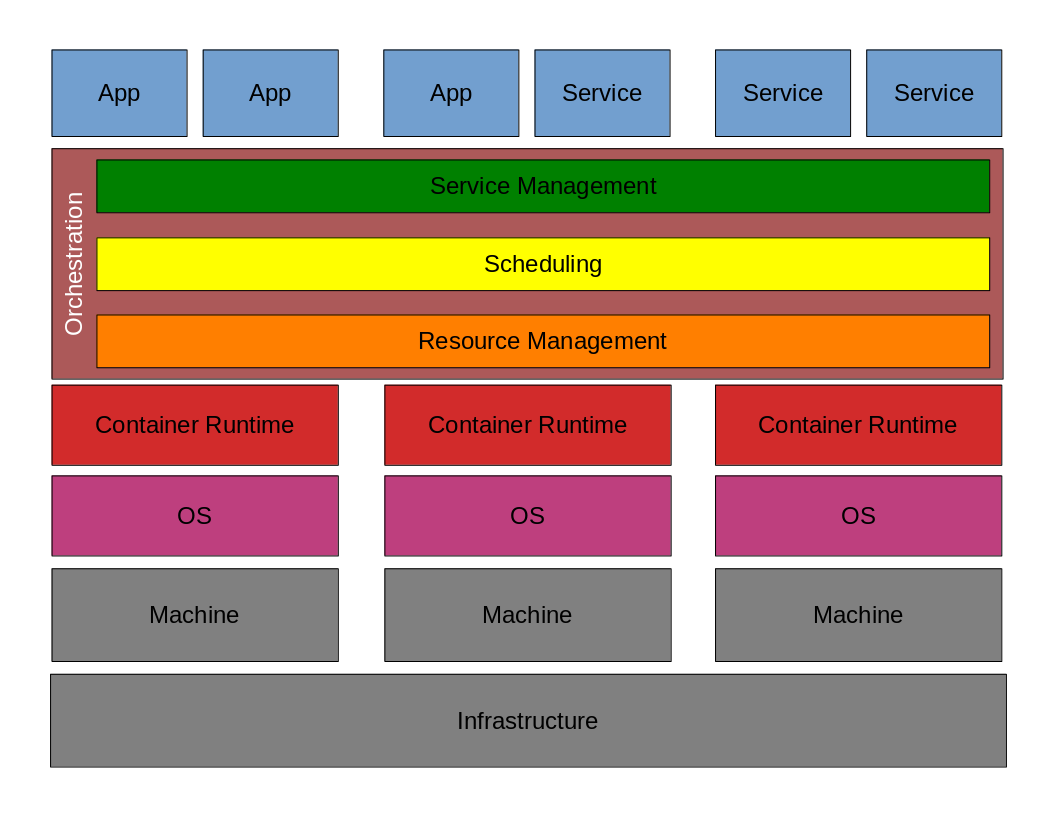 App
App
App
Service
Service
Service
Orchestration
Service Management
Scheduling
Resource Management
Container Runtime
Container Runtime
Container Runtime
OS
OS
OS
Machine
Machine
Machine
Infrastructure